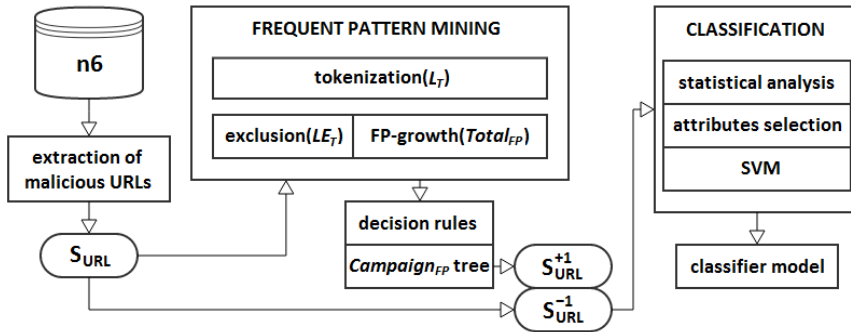 n6
extraction of
malicious URLs
S_URL
FREQUENT PATTERN MINING
tokenization(L_T)
exclusion(LE_T)
FP-growth(Total_FP)
decision rules
Campaign_FP tree
S_URL^+1
S_URL^−1
CLASSIFICATION
statistical analysis
attributes selection
SVM
classifier model